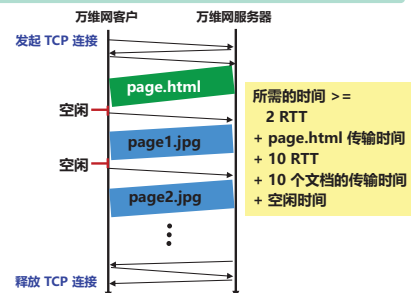 万维网客户
万维网服务器
发起 TCP 连接
page.html
空闲
page1.jpg
空闲
page2.jpg
释放 TCP 连接
所需的时间 >=
2 RTT
+ page.html 传输时间
+ 10 RTT
+ 10 个文档的传输时间
+ 空闲时间